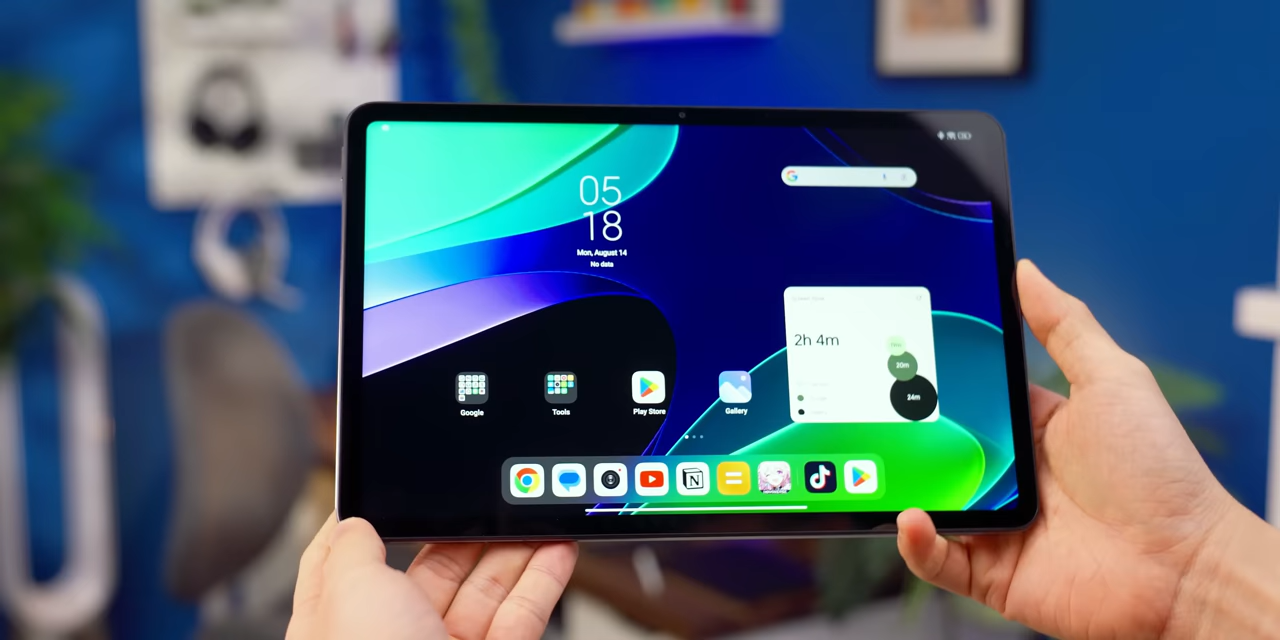 05
18
Mon, August 14
No data
2h 4m
20m
24m
Google
Tools
Play Store
Gallery